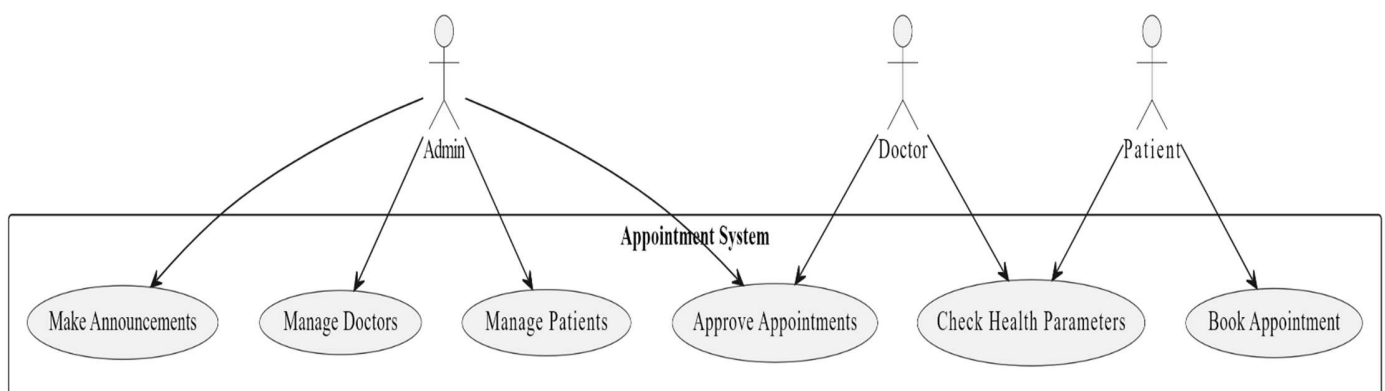 Admin
Doctor
Patient
Appointment System
Make Announcements
Manage Doctors
Manage Patients
Approve Appointments
Check Health Parameters
Book Appointment